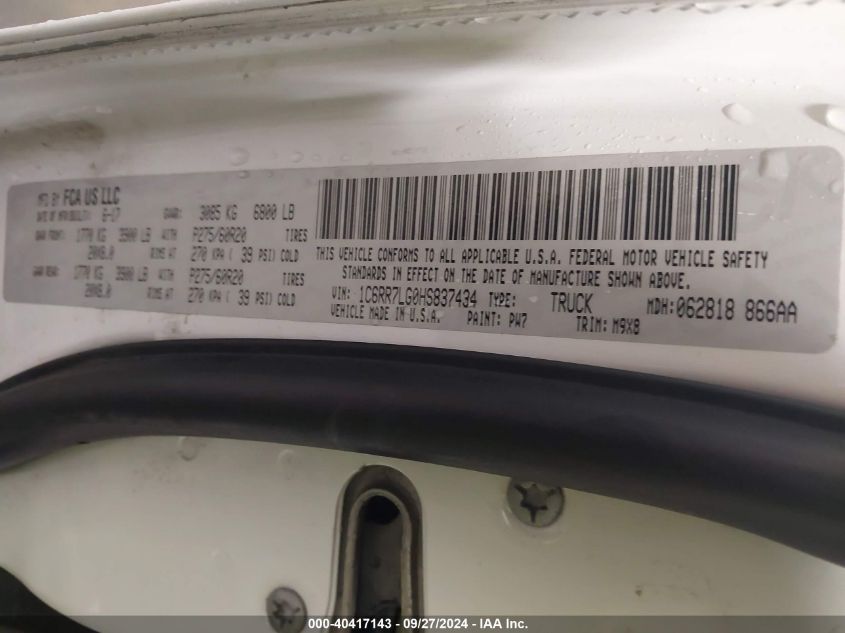 MFD BY FCA US LLC
DATE OF MFR/BUILT: 6-17 GVWR: 3085 KG 6800 LB
GAWR FRONT: 1770 KG 3900 LB WITH P275/60R20 TIRES
20X8.0 RIMS AT 270 KPA ( 39 PSI) COLD
GAWR REAR: 1770 KG 3900 LB WITH P275/60R20 TIRES
20X8.0 RIMS AT 270 KPA ( 39 PSI) COLD
THIS VEHICLE CONFORMS TO ALL APPLICABLE U.S.A. FEDERAL MOTOR VEHICLE SAFETY
STANDARDS IN EFFECT ON THE DATE OF MANUFACTURE SHOWN ABOVE.
VIN: 1C6RR7LG0HS837434 TYPE: TRUCK MDH:062818 866AA
VEHICLE MADE IN U.S.A. PAINT: PW7 TRIM: M9X8
000-40417143 - 09/27/2024 - IAA Inc.